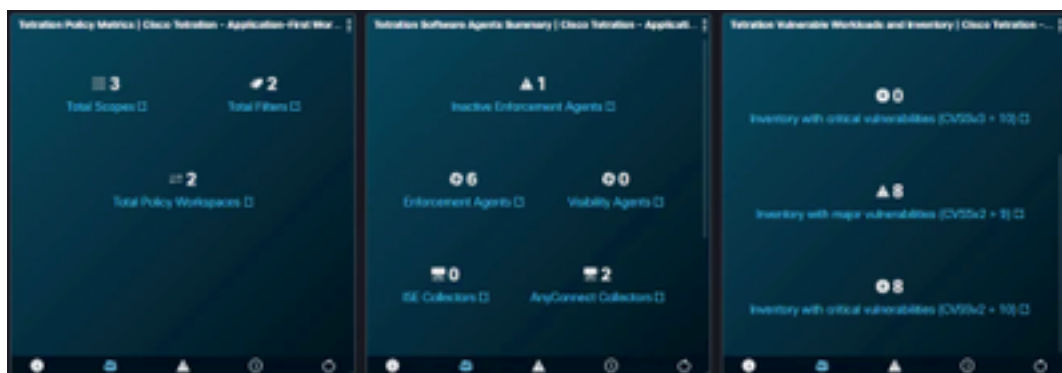 Tetration Policy Metrics | Cisco Tetration - Application-First Wor...
3
Total Scopes
2
Total Filters
2
Total Policy Workspaces
Tetration Software Agents Summary | Cisco Tetration - Applicati...
1
Inactive Enforcement Agents
6
Enforcement Agents
0
Visibility Agents
0
ISE Collectors
2
AnyConnect Collectors
Tetration Vulnerable Workloads and Inventory | Cisco Tetration -...
0
Inventory with critical vulnerabilities (CVSSv3 = 10)
8
Inventory with major vulnerabilities (CVSSv2 + 9)
8
Inventory with critical vulnerabilities (CVSSv2 = 10)